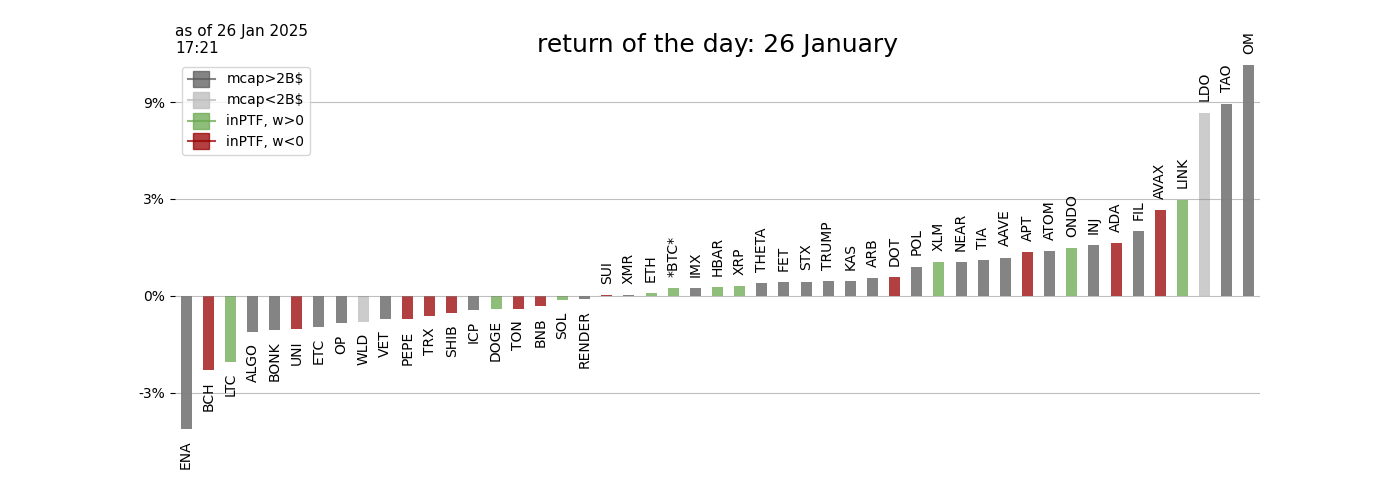 as of 26 Jan 2025
17:21
return of the day: 26 January
mcap>2B$
mcap<2B$
inPTF, w>0
inPTF, w<0
9%
3%
0%
-3%
ENA
BCH
LTC
ALGO
BONK
UNI
ETC
OP
WLD
VET
PEPE
TRX
SHIB
ICP
DOGE
TON
BNB
SOL
RENDER
SUI
XMR
ETH
*BTC*
IMX
HBAR
XRP
THETA
FET
STX
TRUMP
KAS
ARB
DOT
POL
XLM
NEAR
TIA
AAVE
APT
ATOM
ONDO
INJ
ADA
FIL
AVAX
LINK
LDO
TAO
OM